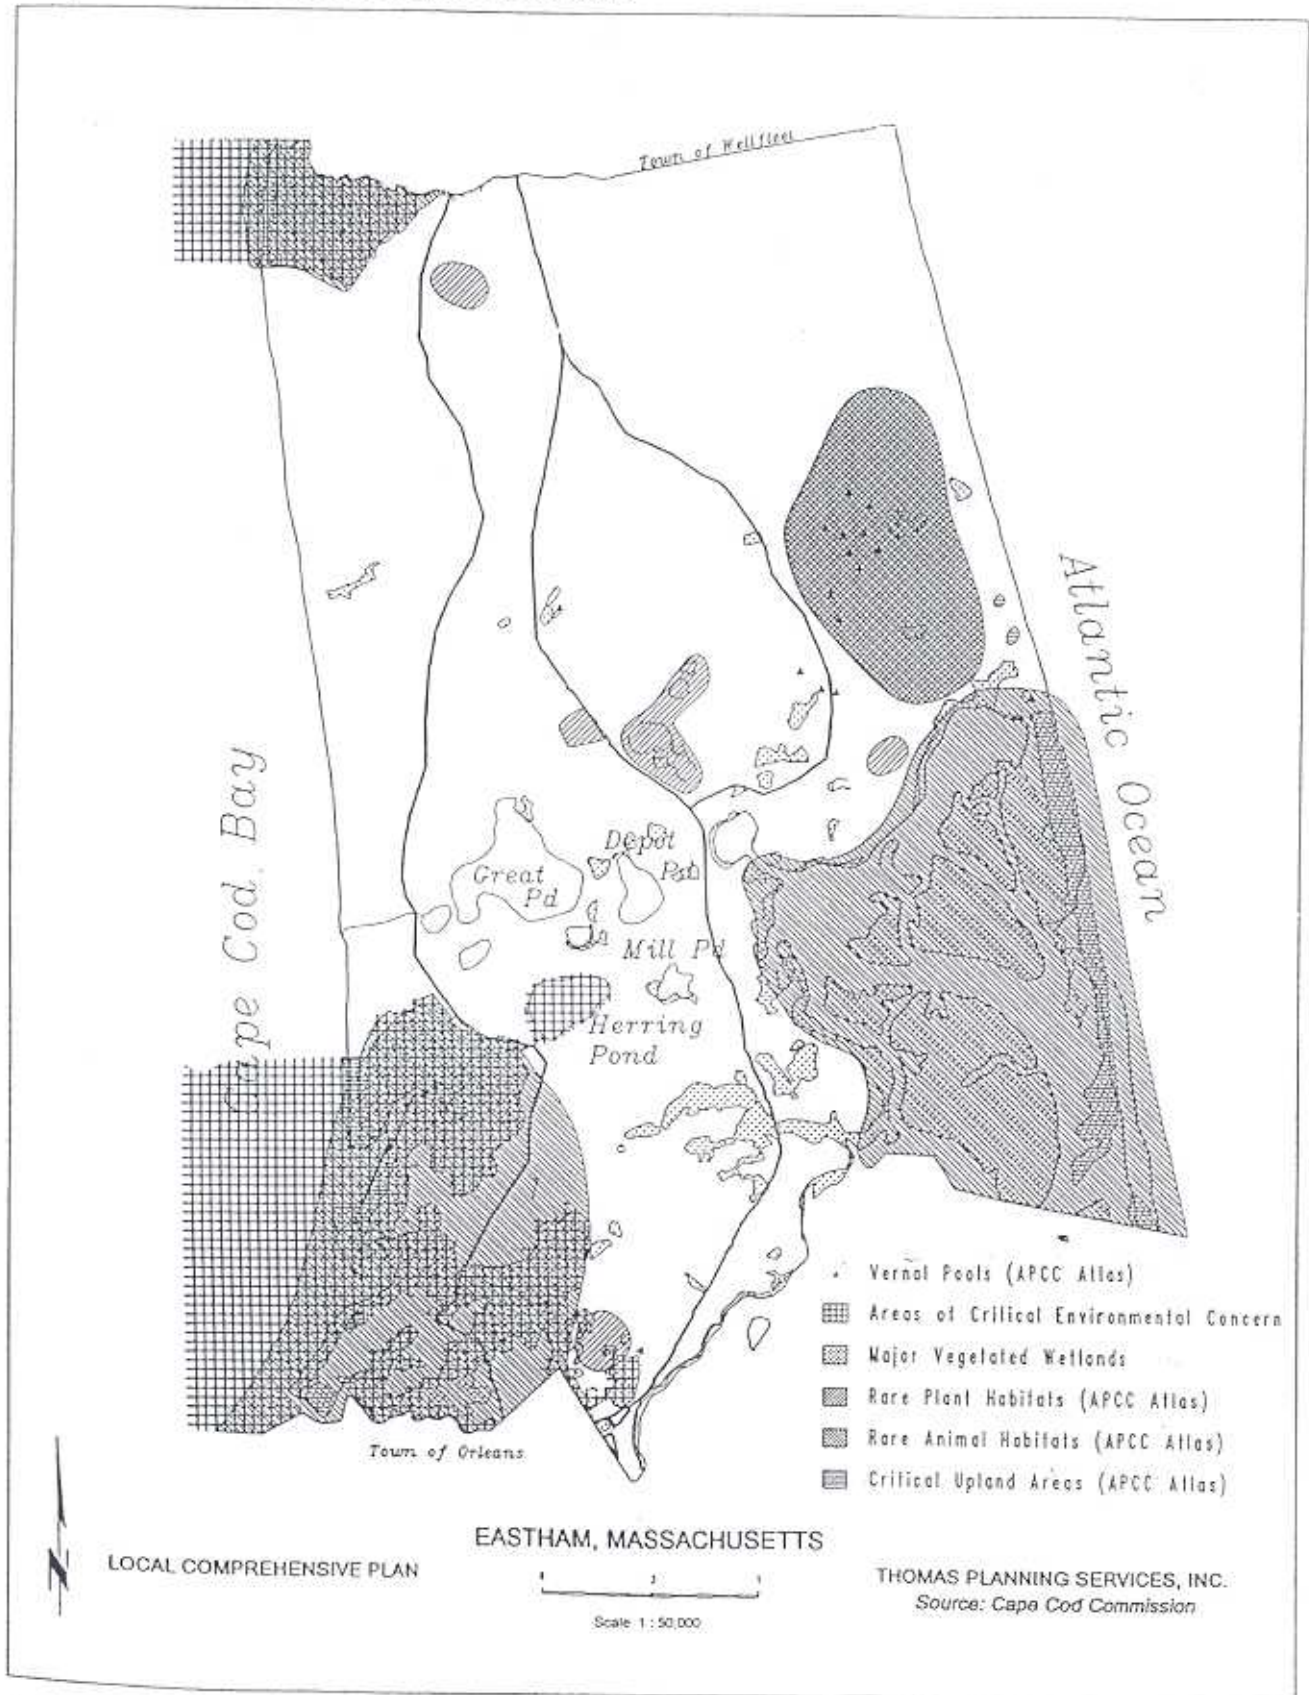 Town of Wellfleet
Atlantic Ocean
Cape Cod Bay
Depot
Pd
Great
Pd
Mill Pd
Herring
Pond
Vernal Pools (APCC Atlas)
Areas of Critical Environmental Concern
Major Vegetated Wetlands
Rare Plant Habitats (APCC Atlas)
Rare Animal Habitats (APCC Atlas)
Critical Upland Areas (APCC Atlas)
Town of Orleans
EASTHAM, MASSACHUSETTS
N
LOCAL COMPREHENSIVE PLAN
Scale 1 : 50,000
THOMAS PLANNING SERVICES, INC.
Source: Cape Cod Commission